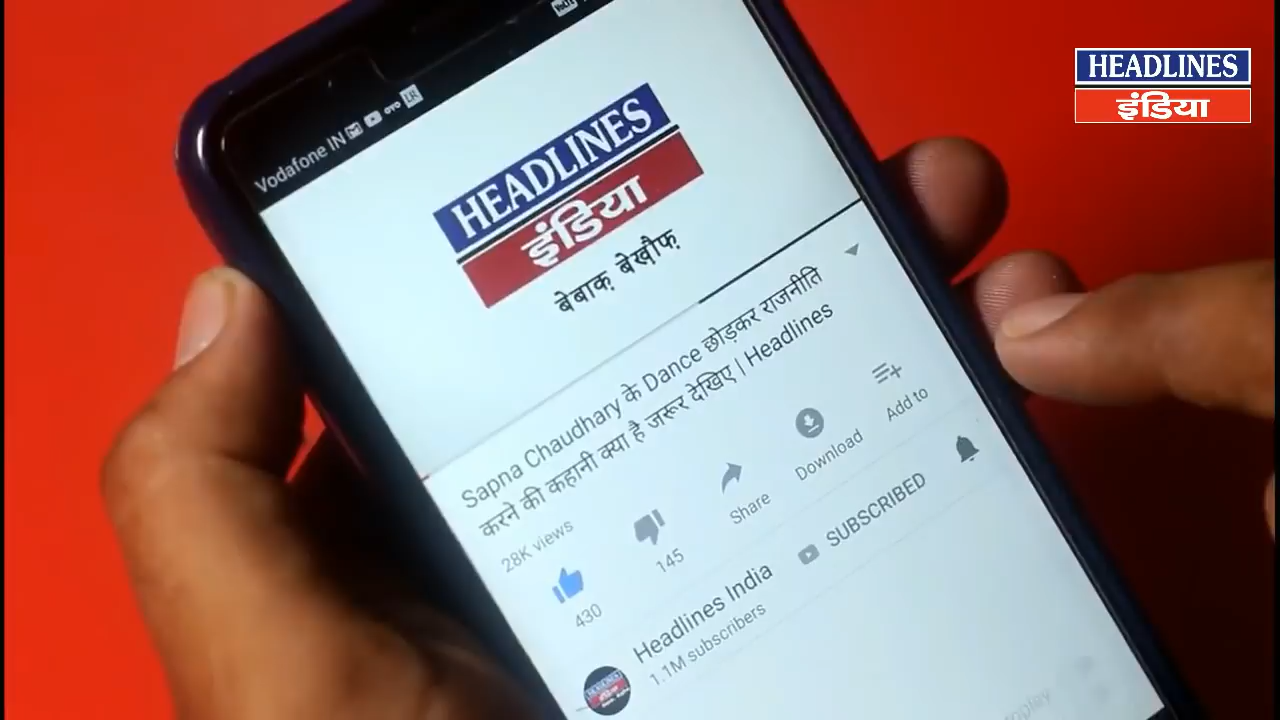 HEADLINES
इंडिया
Vodafone IN
HEADLINES
इंडिया
बेबाक़ बेख़ौफ़
Sapna Chaudhary के Dance छोड़कर राजनीति
करने की कहानी क्या है जरूर देखिए | Headlines
28K views
430
145
Share
Download
Add to
Headlines India
1.1M subscribers
SUBSCRIBED
HEADLINES
इंडिया